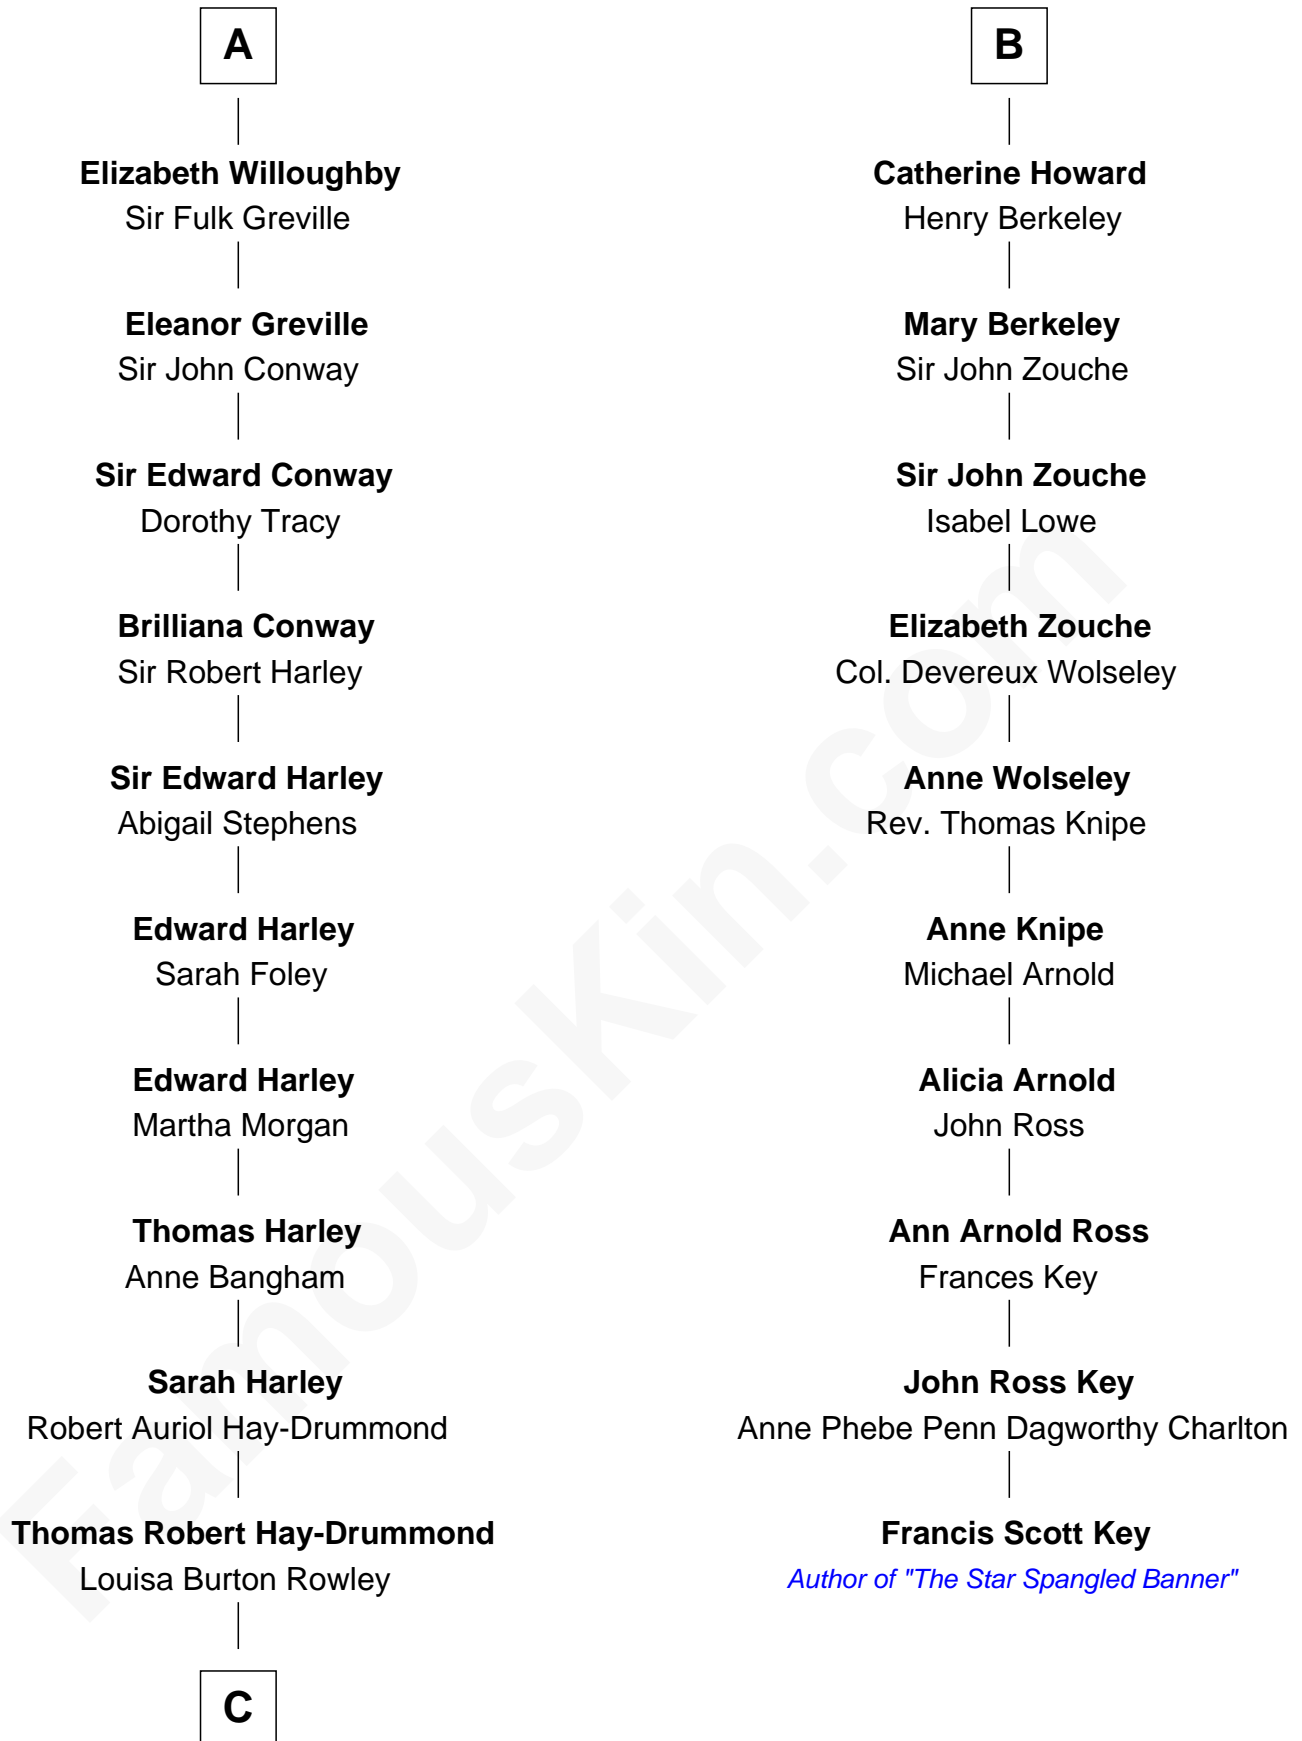 A
Elizabeth Willoughby
Sir Fulk Greville
Eleanor Greville
Sir John Conway
Sir Edward Conway
Dorothy Tracy
Brilliana Conway
Sir Robert Harley
Sir Edward Harley
Abigail Stephens
Edward Harley
Sarah Foley
Edward Harley
Martha Morgan
Thomas Harley
Anne Bangham
Sarah Harley
Robert Auriol Hay-Drummond
Thomas Robert Hay-Drummond
Louisa Burton Rowley
C
B
Catherine Howard
Henry Berkeley
Mary Berkeley
Sir John Zouche
Sir John Zouche
Isabel Lowe
Elizabeth Zouche
Col. Devereux Wolseley
Anne Wolseley
Rev. Thomas Knipe
Anne Knipe
Michael Arnold
Alicia Arnold
John Ross
Ann Arnold Ross
Frances Key
John Ross Key
Anne Phebe Penn Dagworthy Charlton
Francis Scott Key
Author of "The Star Spangled Banner"
FamousKin.com